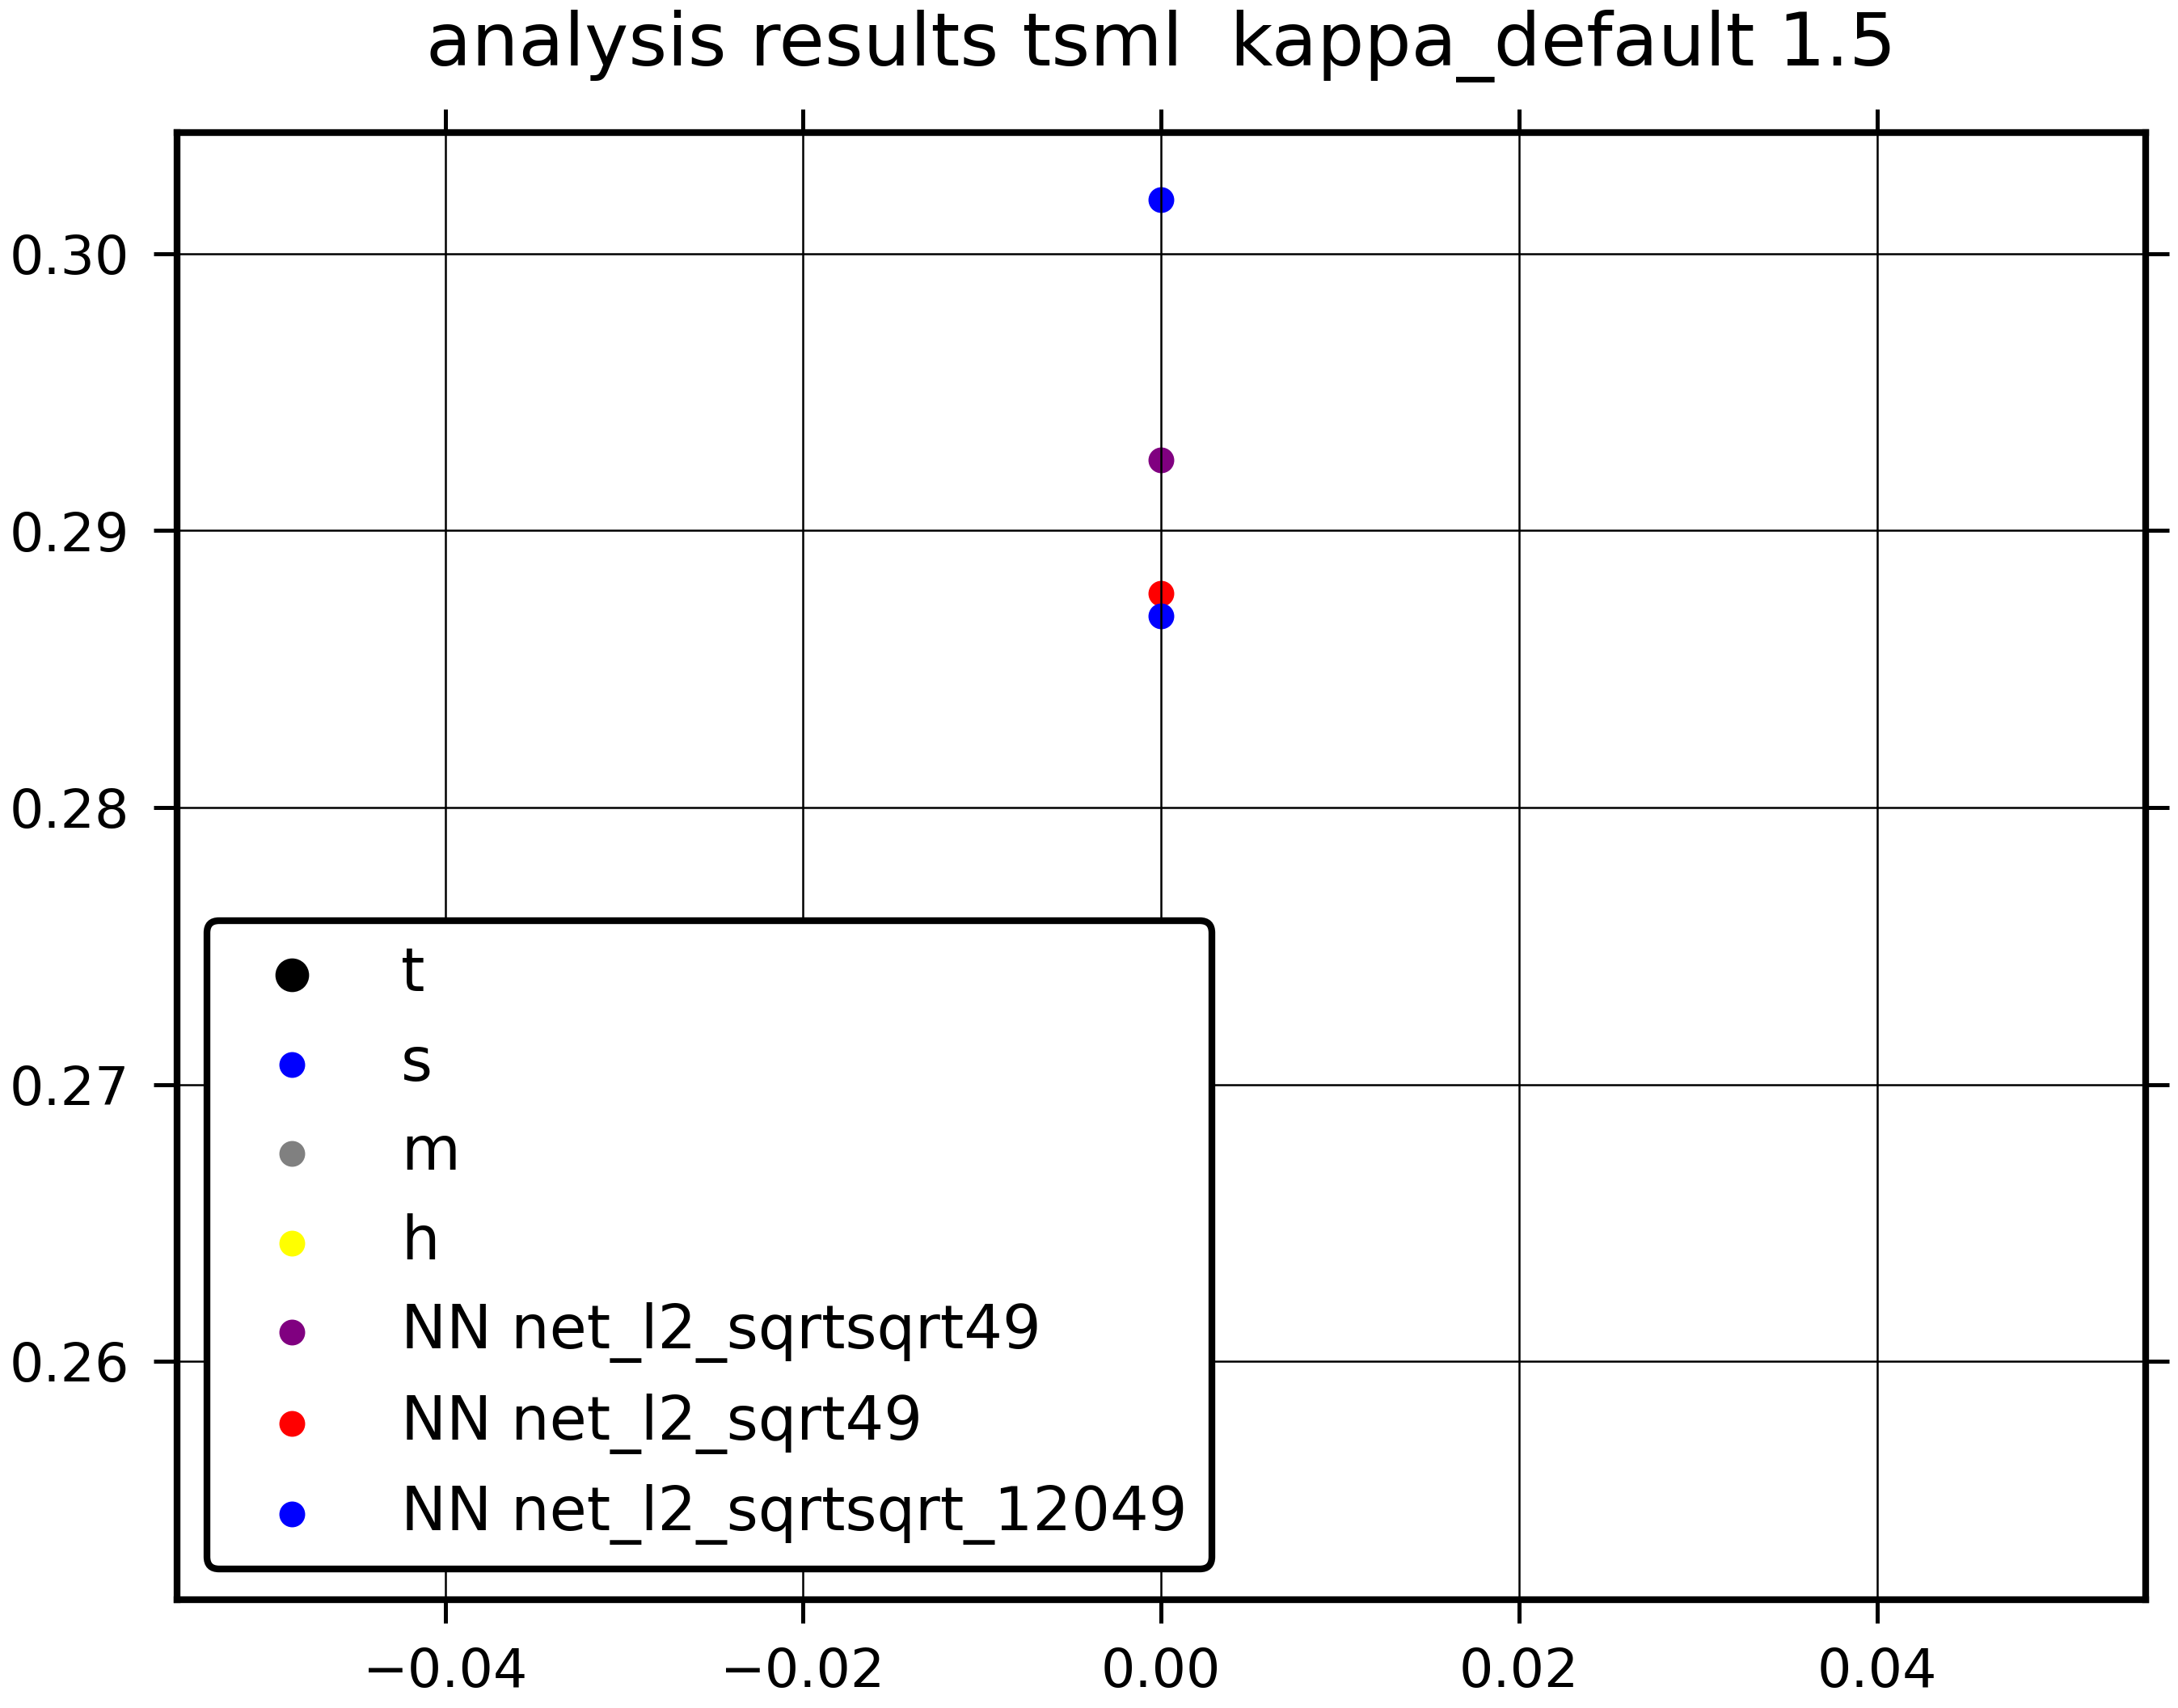 analysis results tsml  kappa_default 1.5
0.30
0.29
0.28
0.27
0.26
t
s
m
h
NN net_l2_sqrtsqrt49
NN net_l2_sqrt49
NN net_l2_sqrtsqrt_12049
−0.04
−0.02
0.00
0.02
0.04